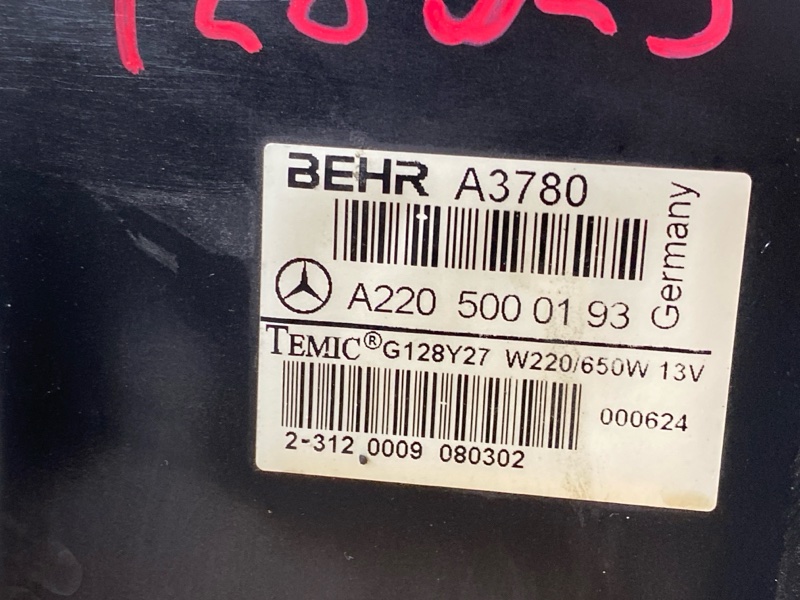 BEHR A3780
A220 500 01 93
Germany
TEMIC® G128Y27 W220/650W 13V
000624
2-312 0009 080302